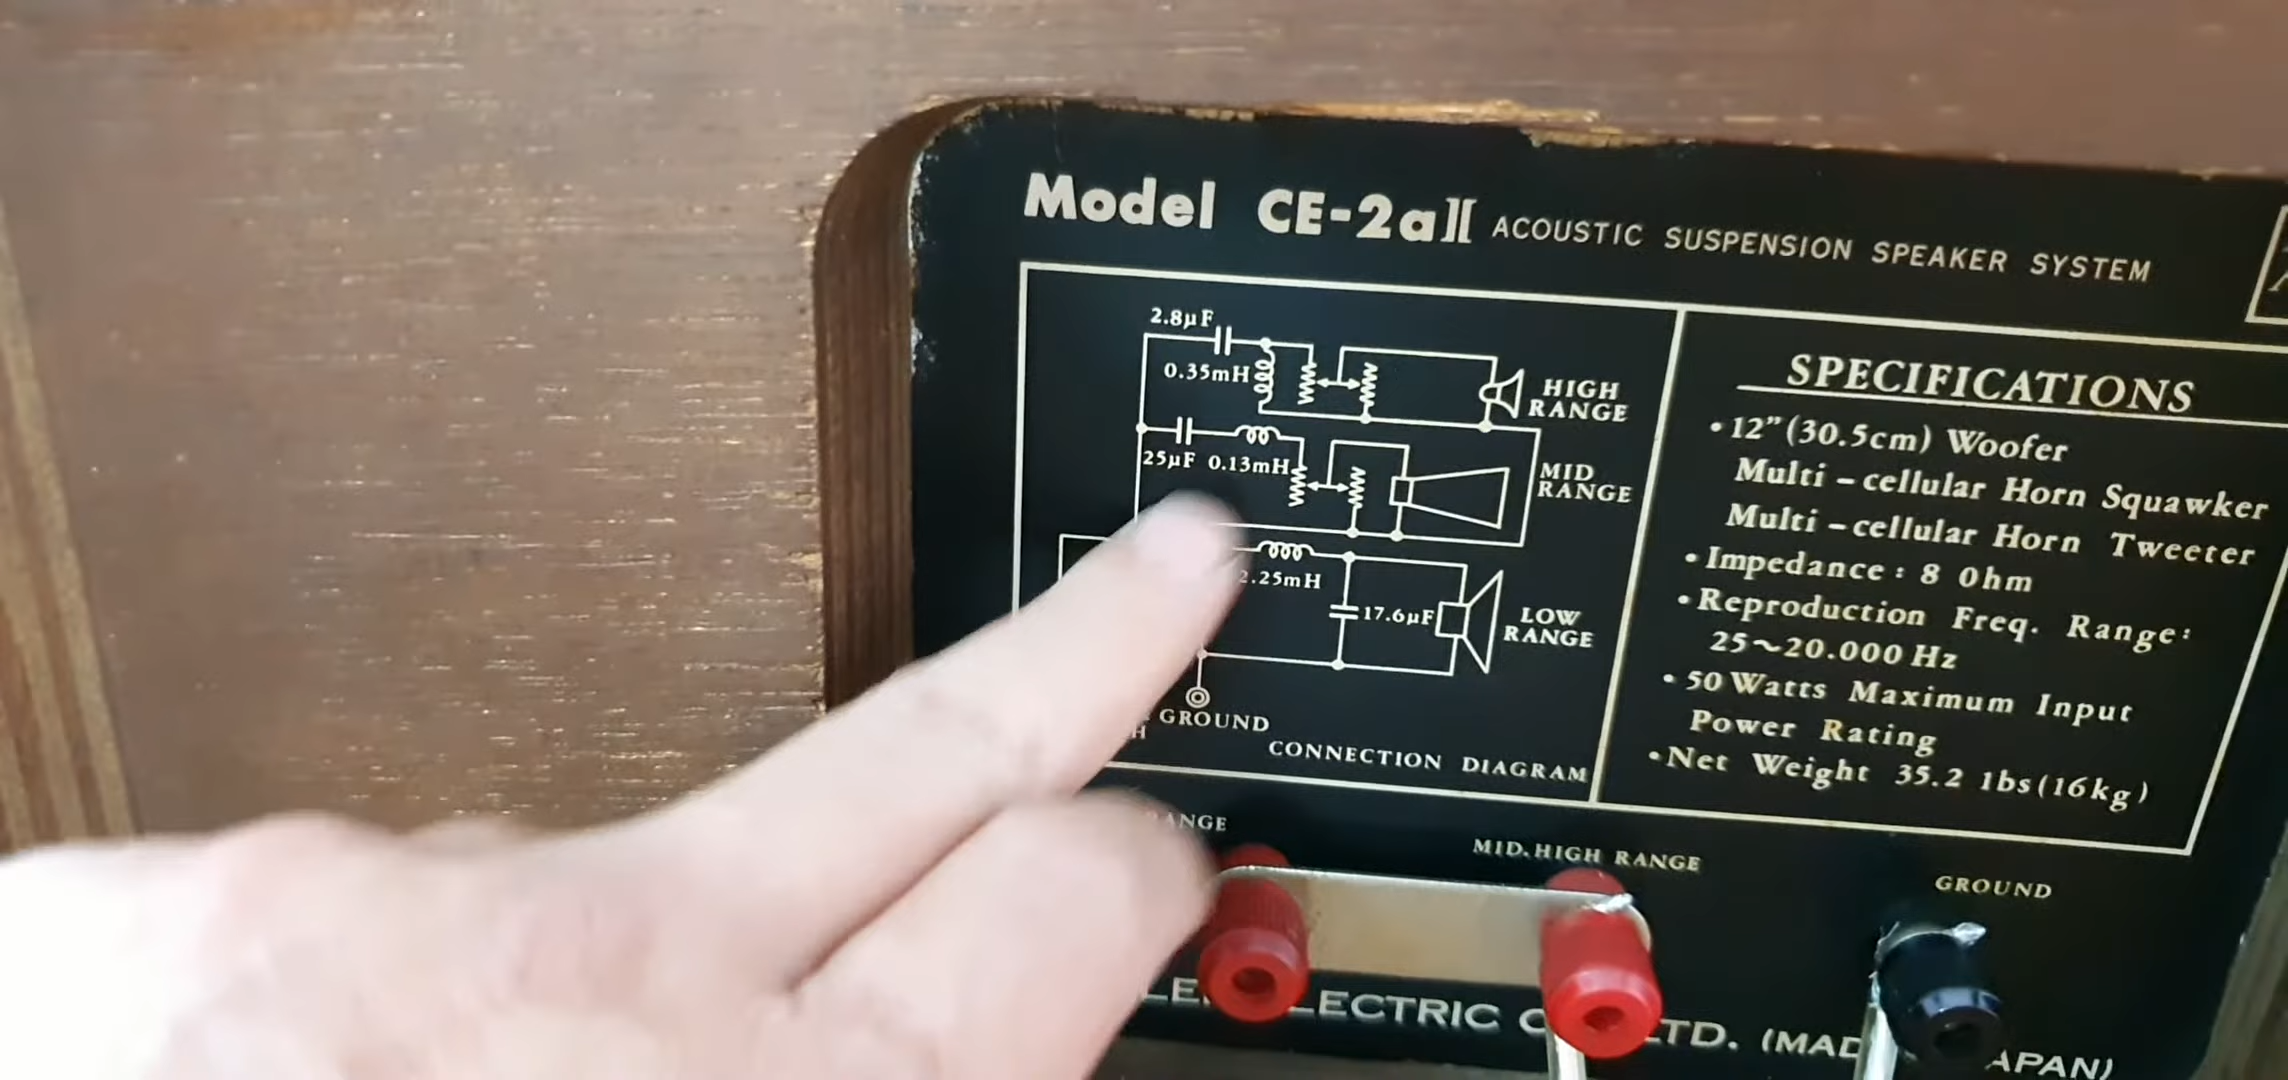 Model CE-2aII ACOUSTIC SUSPENSION SPEAKER SYSTEM
2.8µF
0.35mH
HIGH
RANGE
25µF 0.13mH
MID
RANGE
2.25mH
17.6µF
LOW
RANGE
GROUND
CONNECTION DIAGRAM
SPECIFICATIONS
•12”(30.5cm) Woofer
Multi-cellular Horn Squawker
Multi-cellular Horn Tweeter
•Impedance: 8 Ohm
•Reproduction Freq. Range:
25~20.000 Hz
•50 Watts Maximum Input
Power Rating
•Net Weight 35.2 lbs(16kg)
MID.HIGH RANGE
GROUND